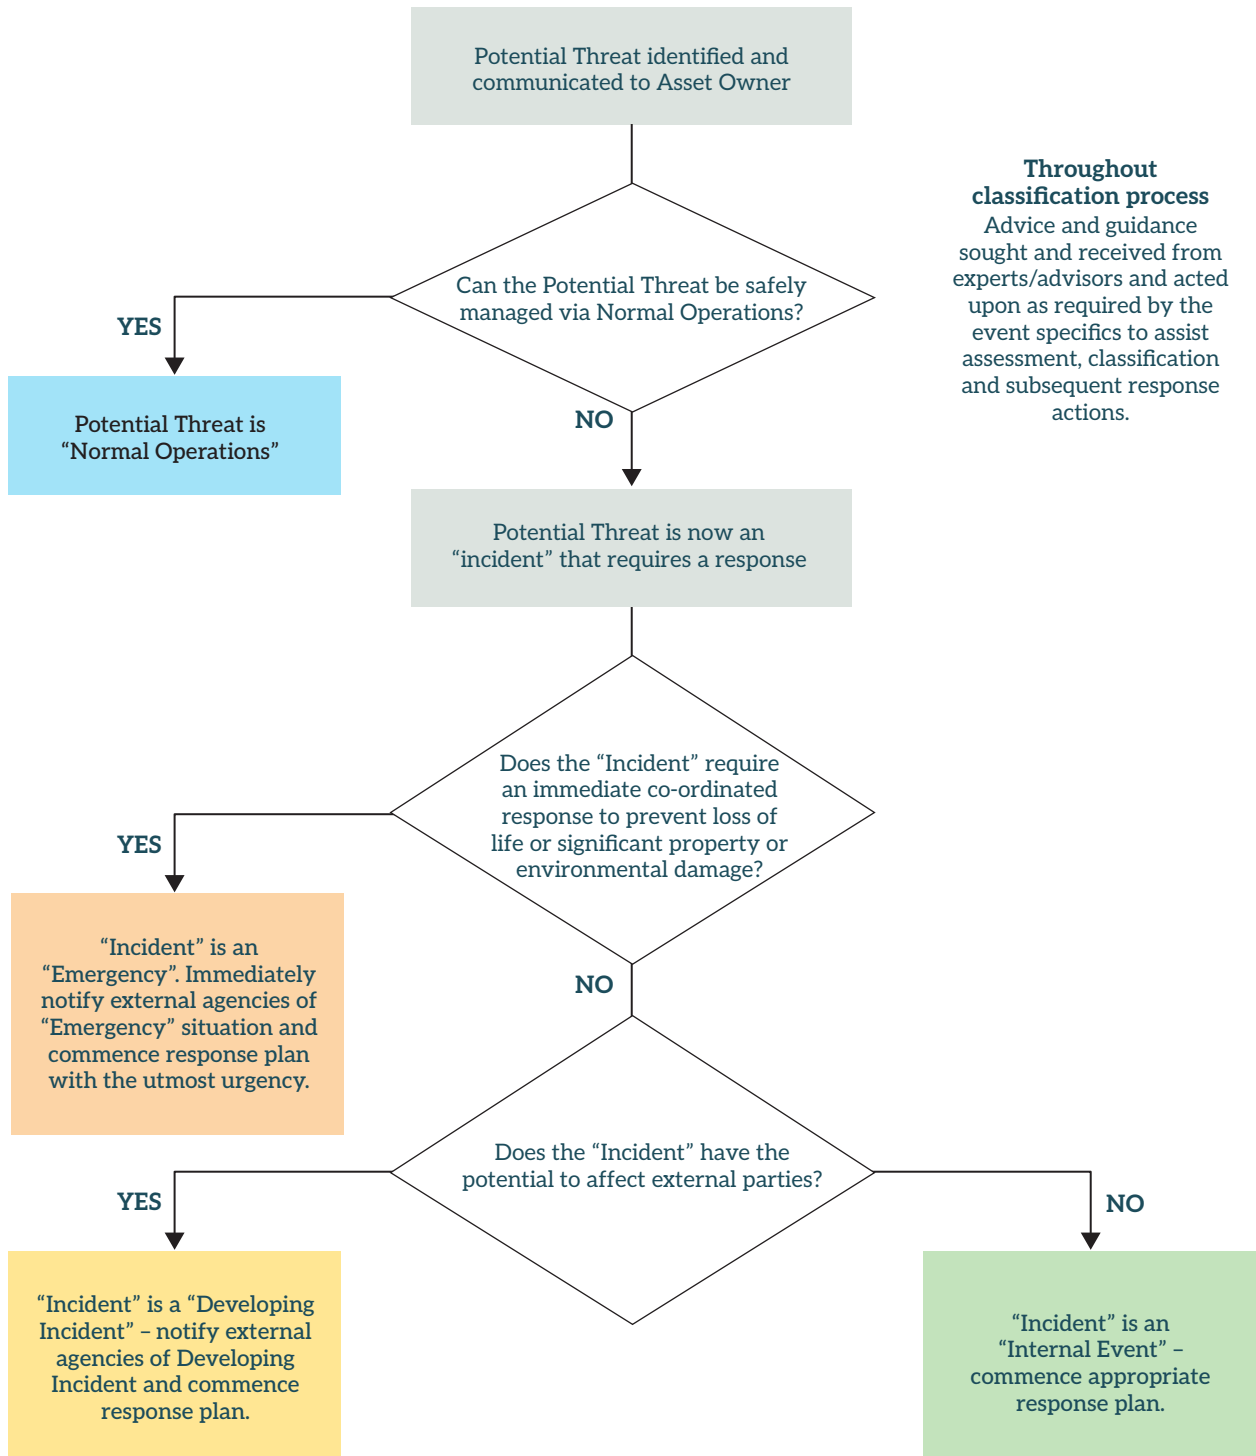 Potential Threat identified and
communicated to Asset Owner
Throughout
classification process
Advice and guidance
sought and received from
experts/advisors and acted
upon as required by the
event specifics to assist
assessment, classification
and subsequent response
actions.
Can the Potential Threat be safely
managed via Normal Operations?
YES
Potential Threat is
“Normal Operations”
NO
Potential Threat is now an
“incident” that requires a response
Does the “Incident” require
an immediate co-ordinated
response to prevent loss of
life or significant property or
environmental damage?
YES
“Incident” is an
“Emergency”. Immediately
notify external agencies of
“Emergency” situation and
commence response plan
with the utmost urgency.
NO
Does the “Incident” have the
potential to affect external parties?
YES
NO
“Incident” is a “Developing
Incident” – notify external
agencies of Developing
Incident and commence
response plan.
“Incident” is an
“Internal Event” –
commence appropriate
response plan.